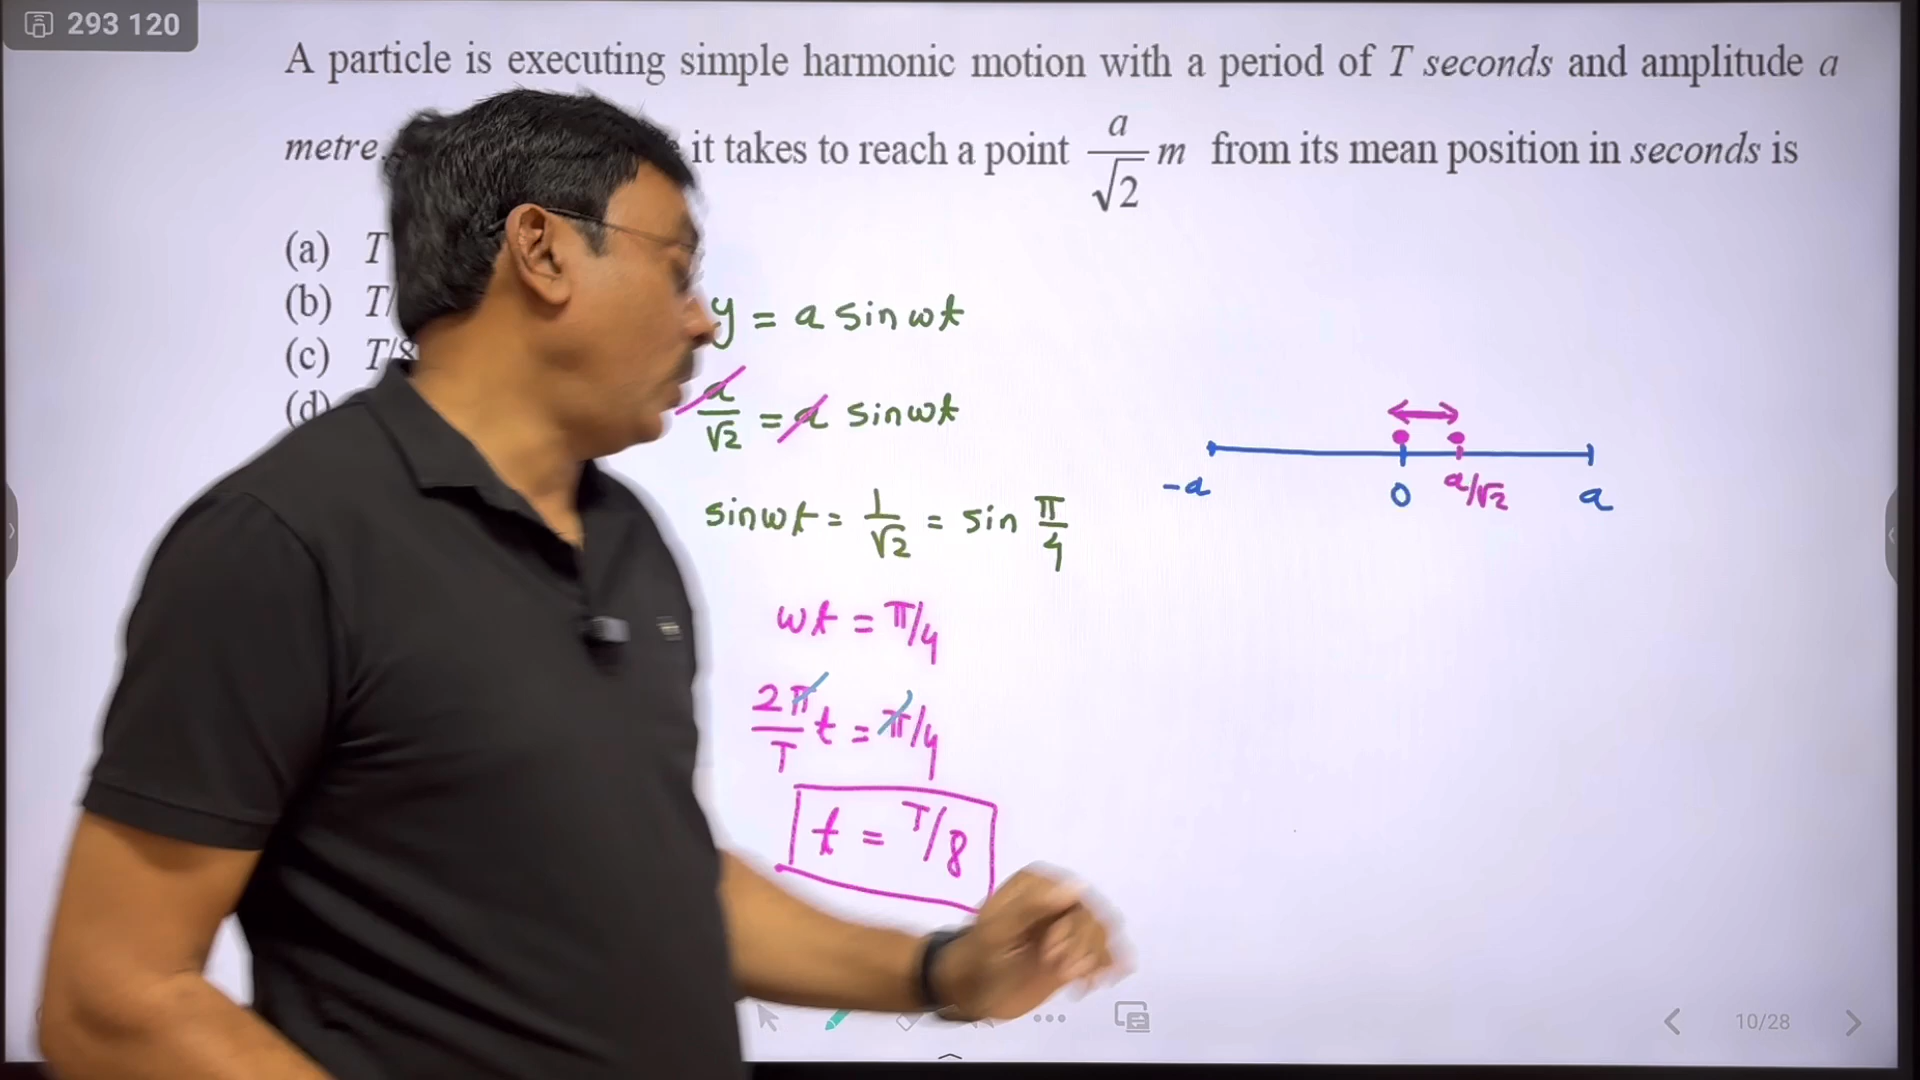 293 120
A particle is executing simple harmonic motion with a period of T seconds and amplitude a
metre. it takes to reach a point a/√2 m from its mean position in seconds is
(a) T
(b) T/
(c) T/8
(d)
y = a sin ωt
a/√2 = a sin ωt
sin ωt = 1/√2 = sin π/4
ωt = π/4
2π/T t = π/4
t = T/8
-a 0 a/√2 a
10/28